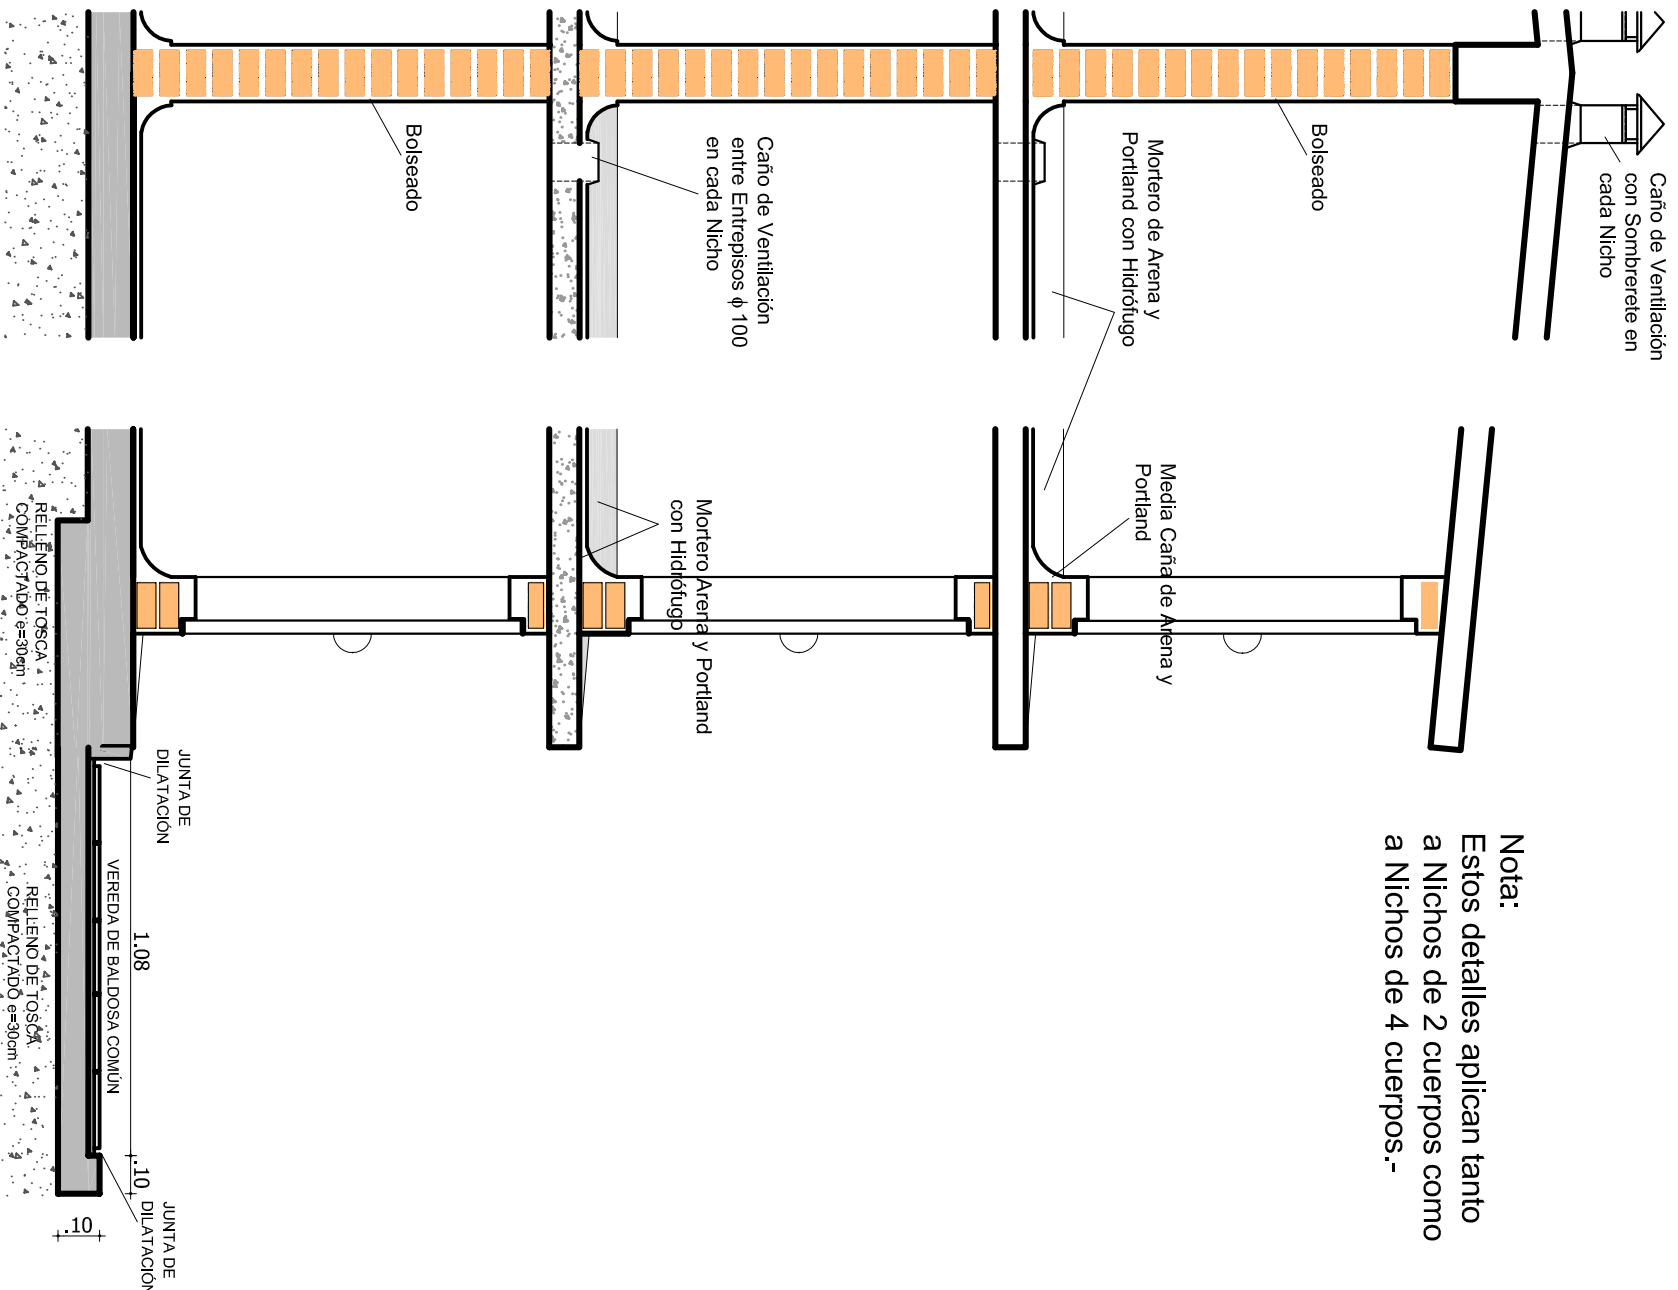 Caño de Ventilación
con Sombrerete en
cada Nicho
Bolseado
Mortero de Arena y
Portland con Hidrófugo
Caño de Ventilación
entre Entrepisos ϕ 100
en cada Nicho
Bolseado
Media Caña de Arena y
Portland
Mortero Arena y Portland
con Hidrófugo
RELLENO DE TOSCA
COMPACTADO e=30cm
JUNTA DE
DILATACIÓN
1.08
VEREDA DE BALDOSA COMÚN
RELLENO DE TOSCA
COMPACTADO e=30cm
.10
JUNTA DE
DILATACIÓN
.10
Nota:
Estos detalles aplican tanto
a Nichos de 2 cuerpos como
a Nichos de 4 cuerpos.-